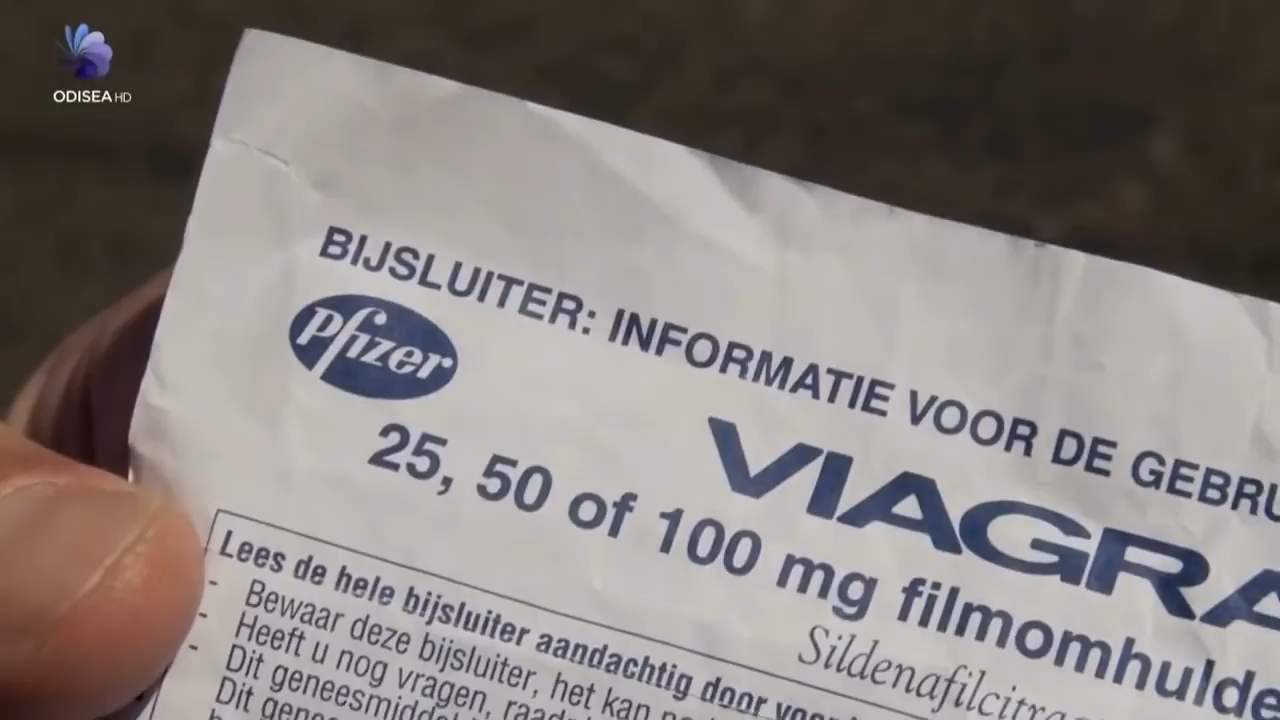 ODISEA HD
BIJSLUITER: INFORMATIE VOOR DE GEBRU
Pfizer
VIAGRA
25, 50 of 100 mg filmomhulde
Sildenafilcitra
Lees de hele bijsluiter aandachtig door
Bewaar deze bijsluiter, het kan
- Heeft u nog vragen,
- Dit geneesmiddel
- Dit